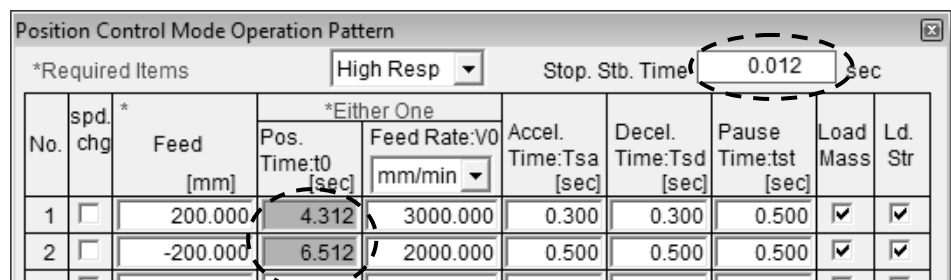 Position Control Mode Operation Pattern
*Required Items High Resp Stop. Stb. Time 0.012 sec
No. spd. chg * Feed [mm] *Either One Pos. Time:t0 [sec] Feed Rate:V0 mm/min Accel. Time:Tsa [sec] Decel. Time:Tsd [sec] Pause Time:tst [sec] Load Mass Ld. Str
1 200.000 4.312 3000.000 0.300 0.300 0.500
2 -200.000 6.512 2000.000 0.500 0.500 0.500